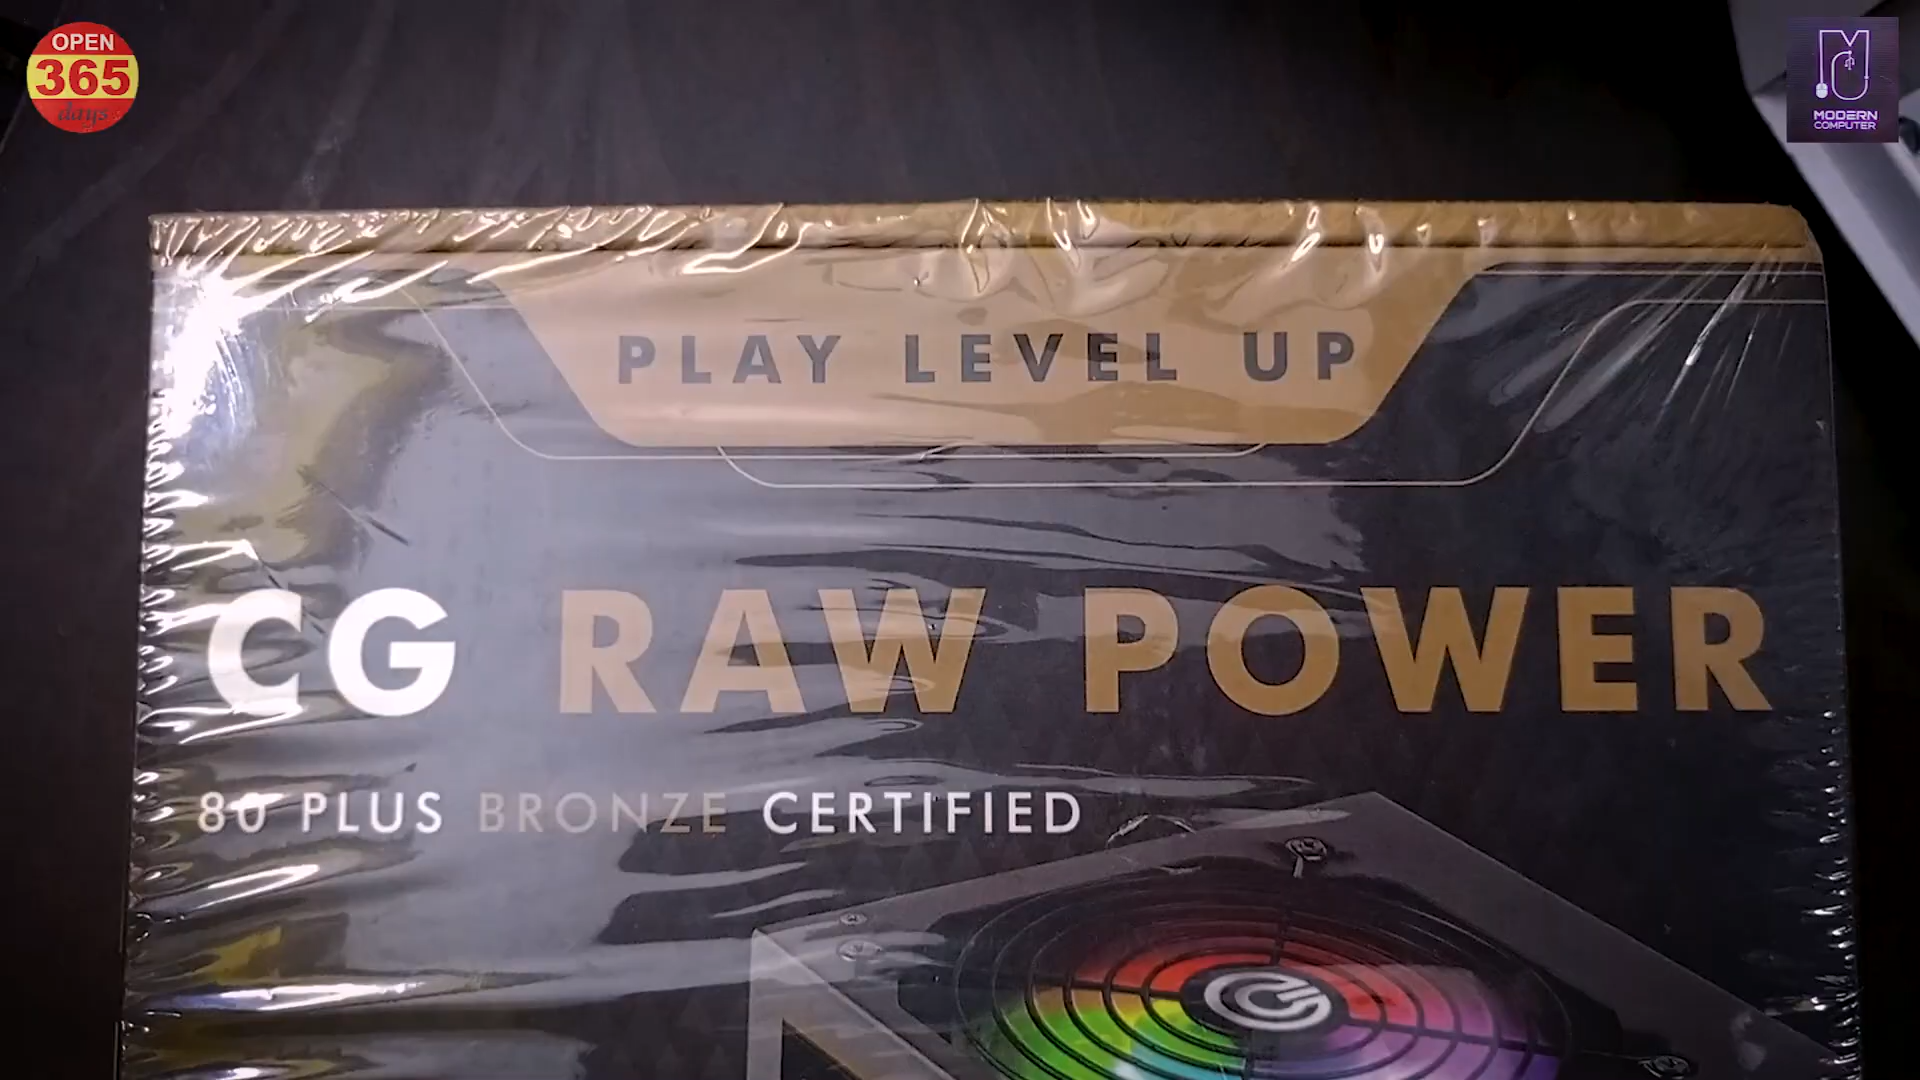 OPEN
365
days
MODERN
COMPUTER
PLAY LEVEL UP
CG RAW POWER
80 PLUS BRONZE CERTIFIED